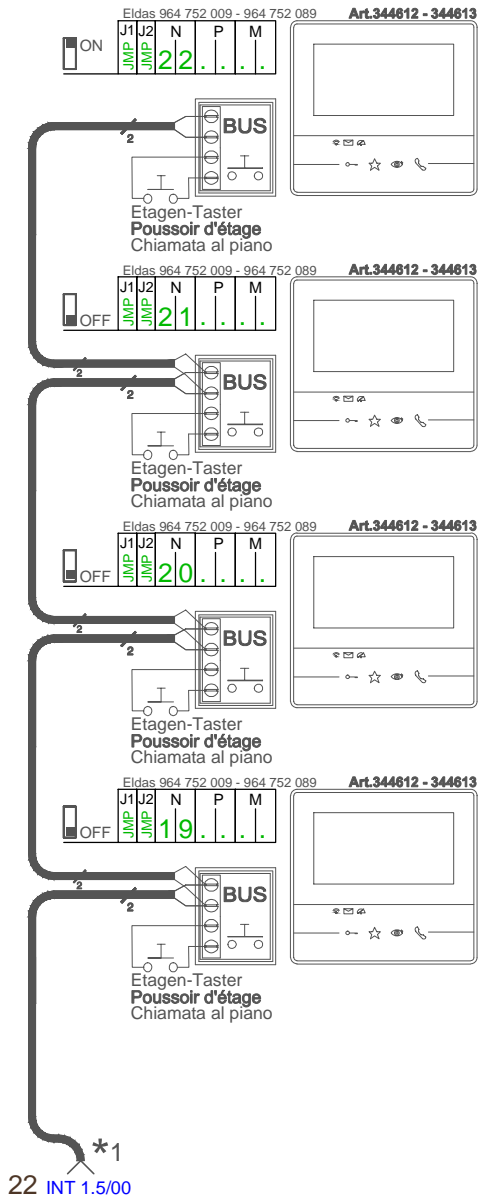 Eldas 964 752 009 - 964 752 089 Art.344612 - 344613
ON J1 J2 N P M
JMP JMP 22. . . .
BUS
2
Etagen-Taster
Poussoir d'étage
Chiamata al piano
Eldas 964 752 009 - 964 752 089 Art.344612 - 344613
J1 J2 N P M
OFF JMP JMP 21. . . .
2
BUS
2
Etagen-Taster
Poussoir d'étage
Chiamata al piano
Eldas 964 752 009 - 964 752 089 Art.344612 - 344613
J1 J2 N P M
OFF JMP JMP 20. . . .
2
BUS
2
Etagen-Taster
Poussoir d'étage
Chiamata al piano
Eldas 964 752 009 - 964 752 089 Art.344612 - 344613
J1 J2 N P M
OFF JMP JMP 19. . . .
2
BUS
2
Etagen-Taster
Poussoir d'étage
Chiamata al piano
*1
22 INT 1.5/00